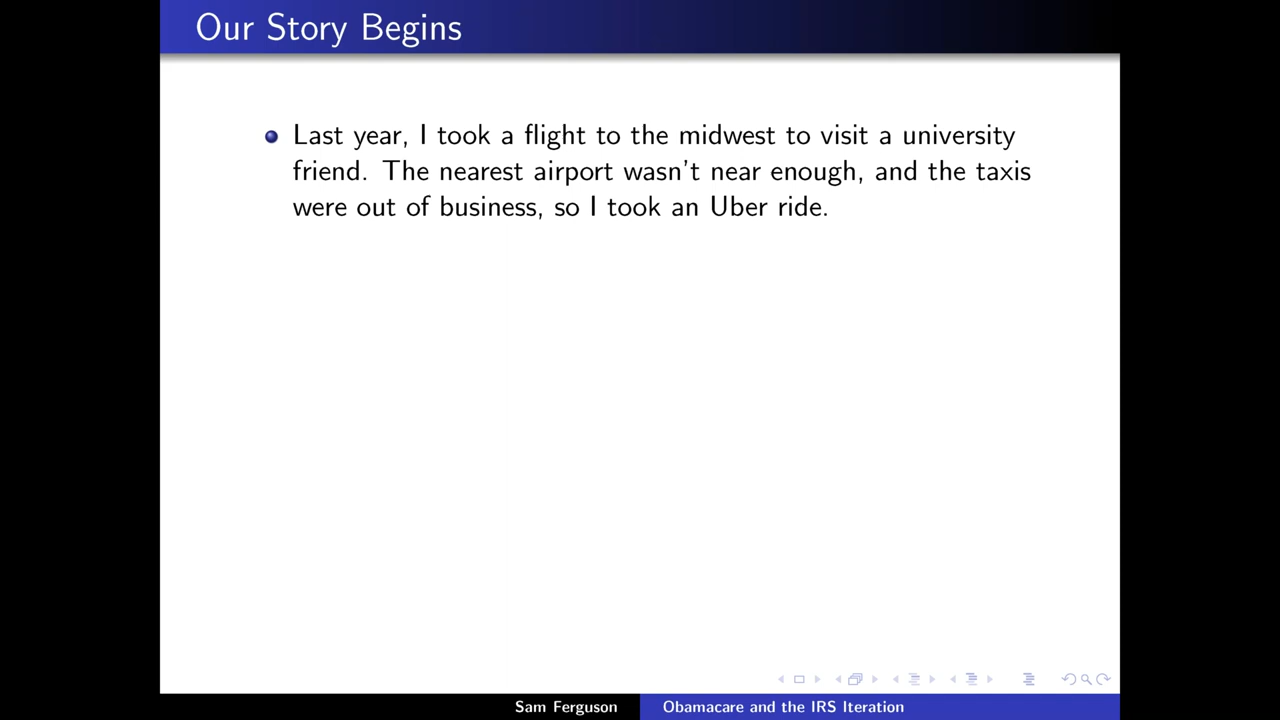 Our Story Begins
Last year, I took a flight to the midwest to visit a university
friend. The nearest airport wasn't near enough, and the taxis
were out of business, so I took an Uber ride.
Sam Ferguson
Obamacare and the IRS Iteration